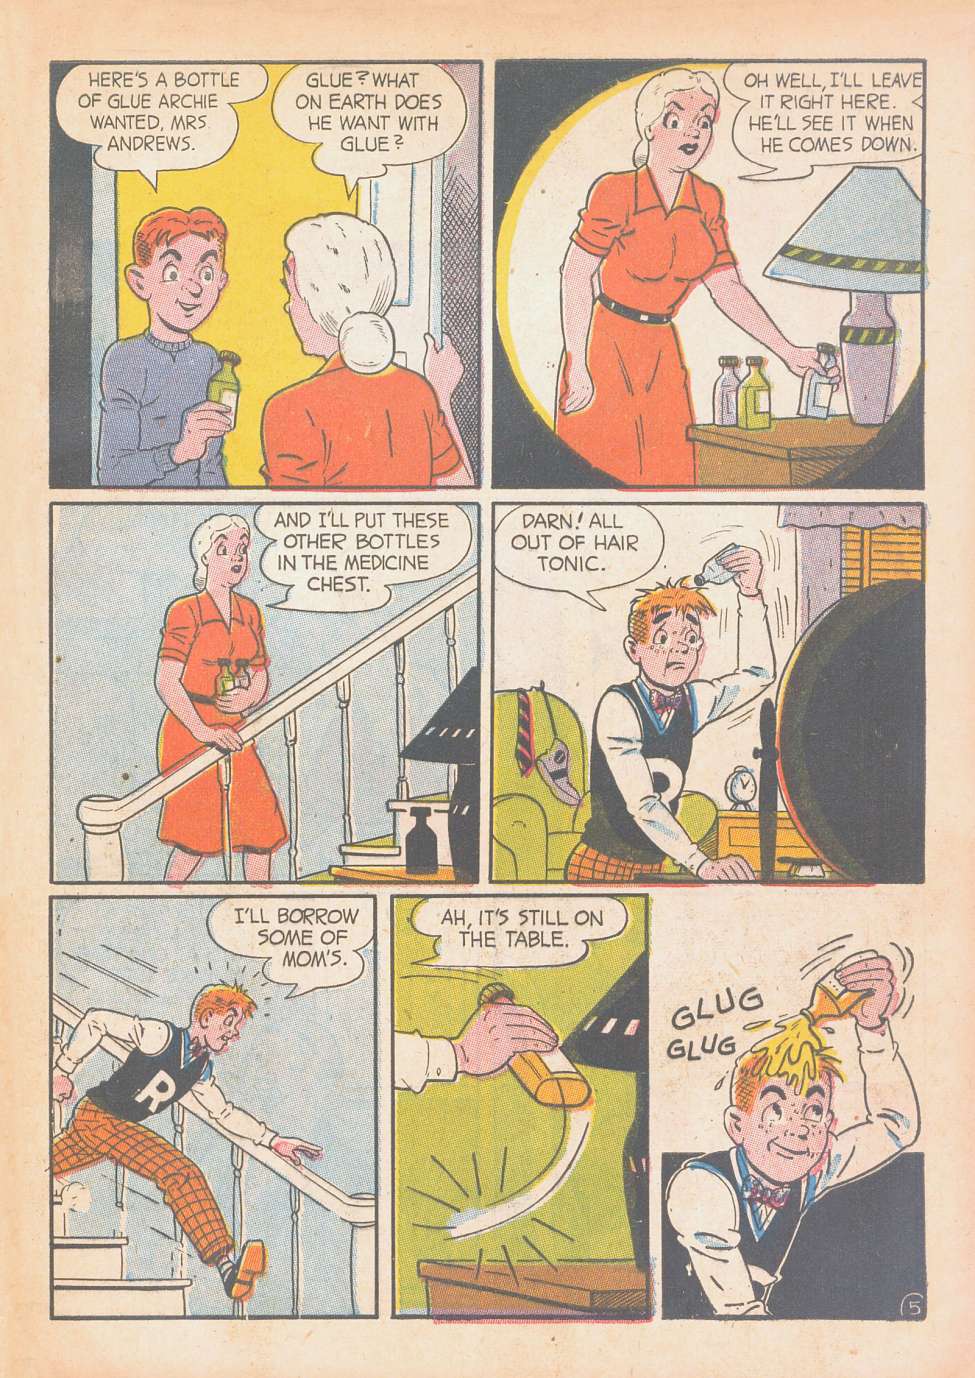 HERE'S A BOTTLE
OF GLUE ARCHIE
WANTED, MRS.
ANDREWS.
GLUE? WHAT
ON EARTH DOES
HE WANT WITH
GLUE?
OH WELL, I'LL LEAVE
IT RIGHT HERE.
HE'LL SEE IT WHEN
HE COMES DOWN.
AND I'LL PUT THESE
OTHER BOTTLES
IN THE MEDICINE
CHEST.
DARN! ALL
OUT OF HAIR
TONIC.
R
I'LL BORROW
SOME OF
MOM'S.
R
AH, IT'S STILL ON
THE TABLE.
GLUG
GLUG
5